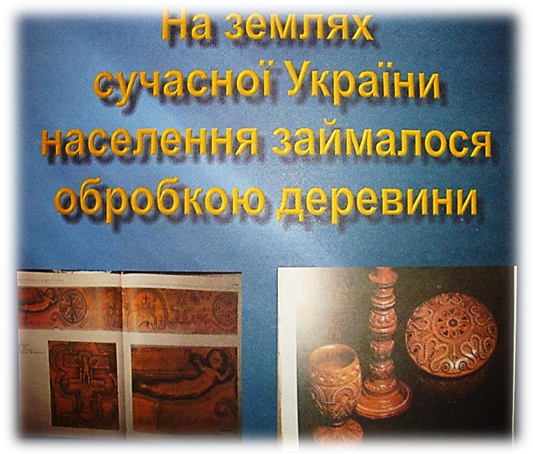 На землях
сучасної України
населення займалося
обробкою деревини